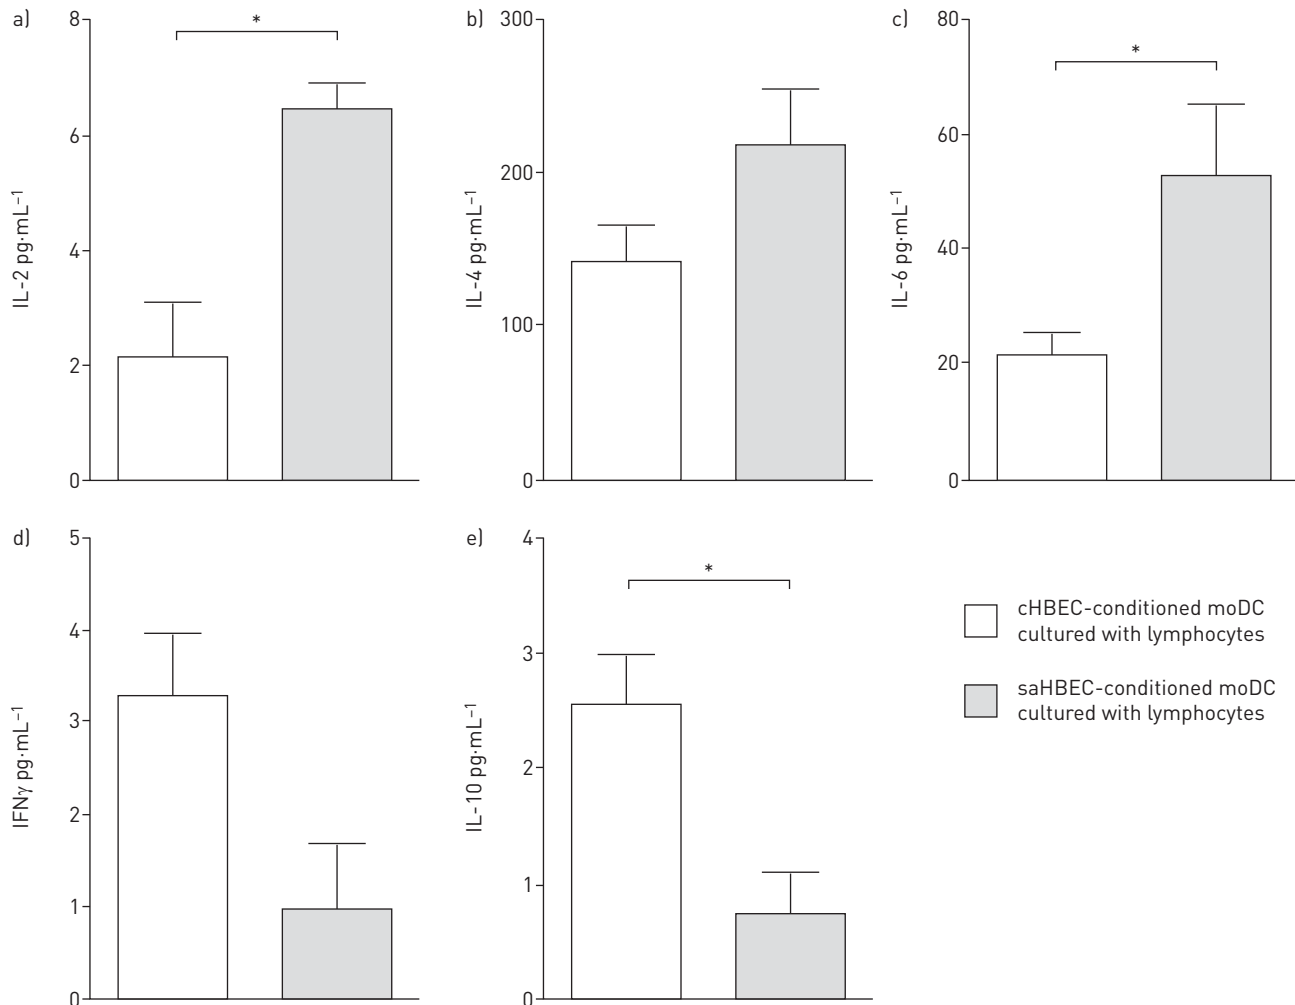 a)
8
6
4
2
0
IL-2 pg·mL⁻¹
*
b)
300
200
100
0
IL-4 pg·mL⁻¹
c)
80
60
40
20
0
IL-6 pg·mL⁻¹
*
d)
5
4
3
2
1
0
IFNγ pg·mL⁻¹
e)
4
3
2
1
0
IL-10 pg·mL⁻¹
*
cHBEC-conditioned moDC
cultured with lymphocytes
saHBEC-conditioned moDC
cultured with lymphocytes